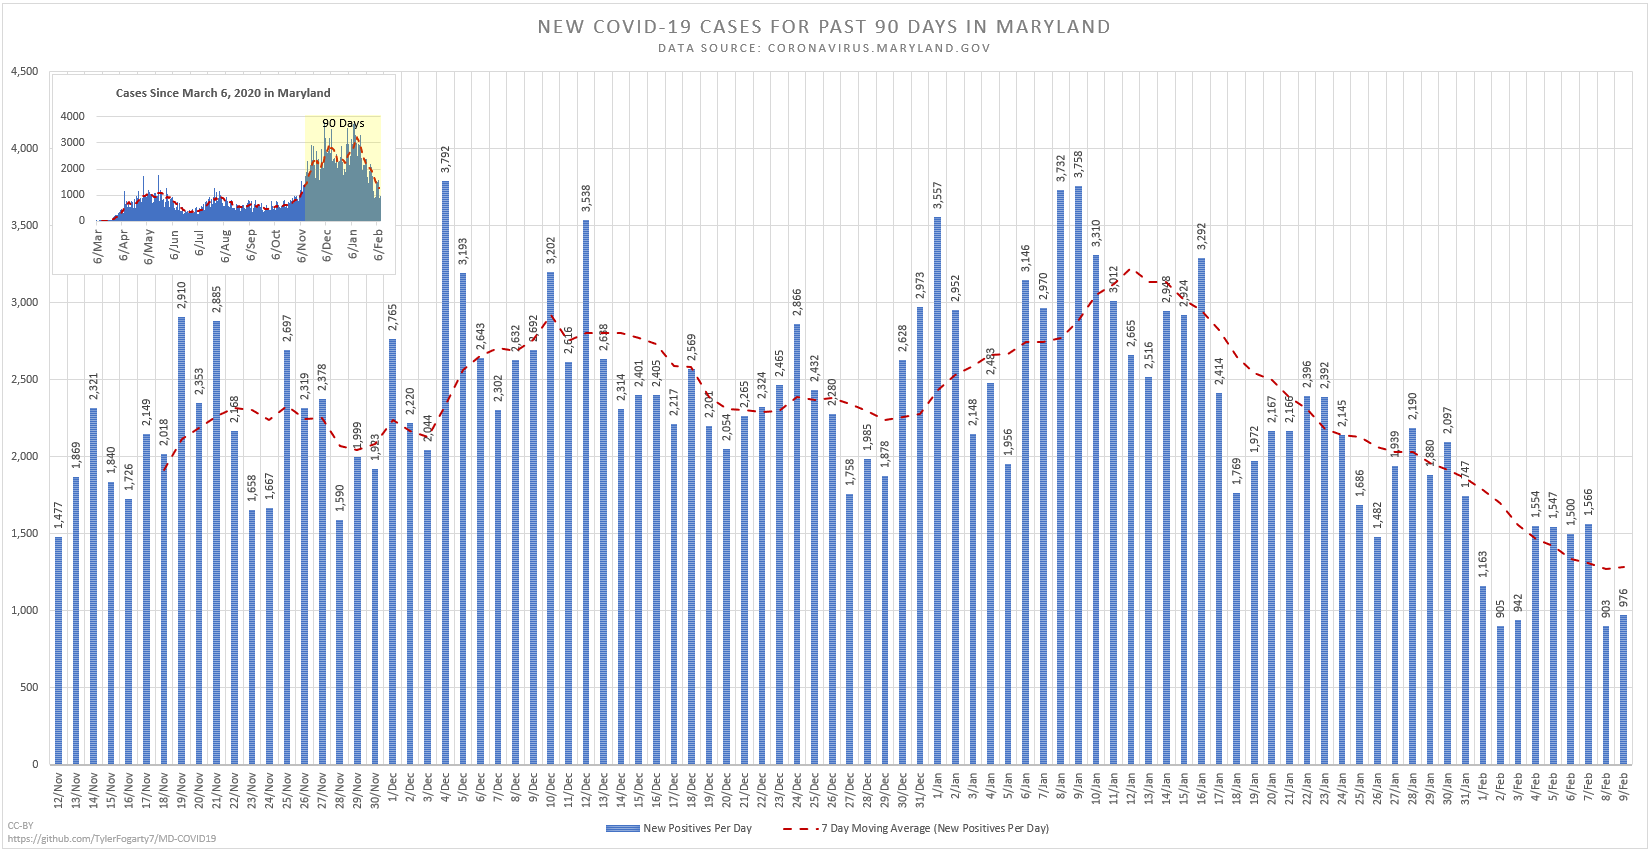 NEW COVID-19 CASES FOR PAST 90 DAYS IN MARYLAND
DATA SOURCE: CORONAVIRUS.MARYLAND.GOV
4,500
4,000
3,500
3,000
2,500
2,000
1,500
1,000
500
0
Cases Since March 6, 2020 in Maryland
90 Days
4000
3000
2000
1000
0
6/Mar
6/Apr
6/May
6/Jun
6/Jul
6/Aug
6/Sep
6/Oct
6/Nov
6/Dec
6/Jan
6/Feb
1,477
1,869
2,321
1,840
1,726
2,149
2,018
2,910
2,353
2,885
2,168
1,658
1,667
2,697
2,319
2,378
1,590
1,999
1,923
2,765
2,220
2,044
3,792
3,193
2,643
2,302
2,632
2,692
3,202
2,616
3,538
2,638
2,314
2,401
2,405
2,217
2,569
2,201
2,054
2,265
2,324
2,465
2,866
2,432
2,280
1,758
1,985
1,878
2,628
2,973
3,557
2,952
2,148
2,483
1,956
3,146
2,970
3,732
3,758
3,310
3,012
2,665
2,516
2,948
2,924
3,292
2,414
1,769
1,972
2,167
2,166
2,396
2,392
2,145
1,686
1,482
1,939
2,190
1,880
2,097
1,747
1,163
905
942
1,554
1,547
1,500
1,566
903
976
12/Nov
13/Nov
14/Nov
15/Nov
16/Nov
17/Nov
18/Nov
19/Nov
20/Nov
21/Nov
22/Nov
23/Nov
24/Nov
25/Nov
26/Nov
27/Nov
28/Nov
29/Nov
30/Nov
1/Dec
2/Dec
3/Dec
4/Dec
5/Dec
6/Dec
7/Dec
8/Dec
9/Dec
10/Dec
11/Dec
12/Dec
13/Dec
14/Dec
15/Dec
16/Dec
17/Dec
18/Dec
19/Dec
20/Dec
21/Dec
22/Dec
23/Dec
24/Dec
25/Dec
26/Dec
27/Dec
28/Dec
29/Dec
30/Dec
31/Dec
1/Jan
2/Jan
3/Jan
4/Jan
5/Jan
6/Jan
7/Jan
8/Jan
9/Jan
10/Jan
11/Jan
12/Jan
13/Jan
14/Jan
15/Jan
16/Jan
17/Jan
18/Jan
19/Jan
20/Jan
21/Jan
22/Jan
23/Jan
24/Jan
25/Jan
26/Jan
27/Jan
28/Jan
29/Jan
30/Jan
31/Jan
1/Feb
2/Feb
3/Feb
4/Feb
5/Feb
6/Feb
7/Feb
8/Feb
9/Feb
New Positives Per Day
7 Day Moving Average (New Positives Per Day)
CC-BY
https://github.com/TylerFogarty7/MD-COVID19